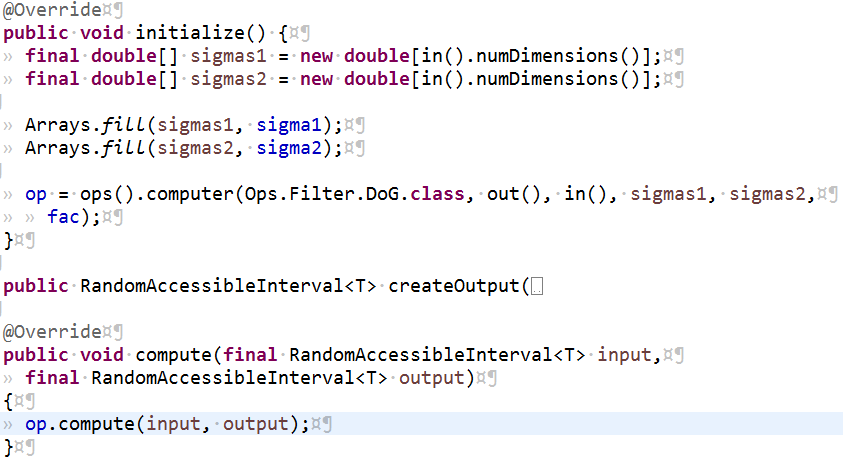 @Override¤¶
public·void·initialize()·{¤¶
» final·double[]·sigmas1·=·new·double[in().numDimensions()];¤¶
» final·double[]·sigmas2·=·new·double[in().numDimensions()];¤¶
¶
» Arrays.fill(sigmas1,·sigma1);¤¶
» Arrays.fill(sigmas2,·sigma2);¤¶
¶
» op·=·ops().computer(Ops.Filter.DoG.class,·out(),·in(),·sigmas1,·sigmas2,¤¶
» » fac);¤¶
}¤¶
public·RandomAccessibleInterval<T>·createOutput(..
@Override¤¶
public·void·compute(final·RandomAccessibleInterval<T>·input,¤¶
» final·RandomAccessibleInterval<T>·output)¤¶
{¤¶
» op.compute(input,·output);¤¶
}¤¶